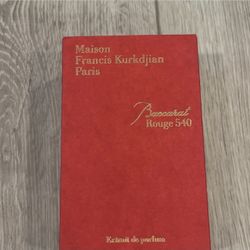 Maison
Francis Kurkdjian
Paris
Baccarat
Rouge 540
Extrait de parfum